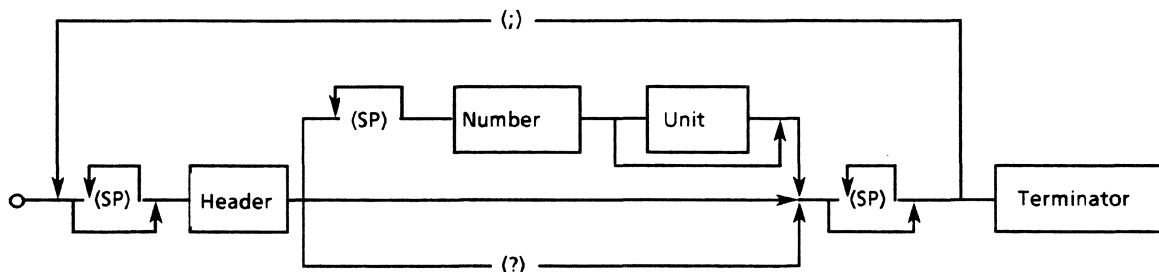 (;)
(SP) Number Unit
(SP) Header (SP) Terminator
(?)